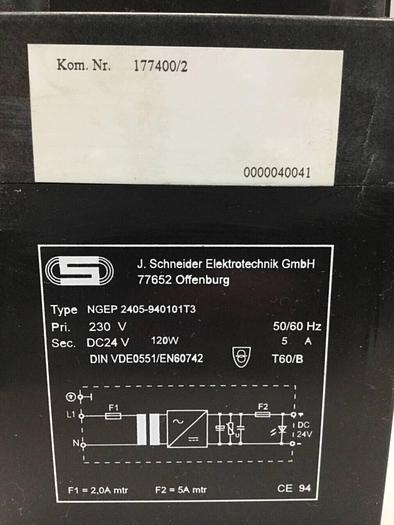 Kom. Nr. 177400/2
0000040041
J. Schneider Elektrotechnik GmbH
77652 Offenburg
Type NGEP 2405-940101T3
Pri. 230 V 50/60 Hz
Sec. DC24 V 120W 5 A
DIN VDE0551/EN60742 T60/B
L1 F1 F2 +
DC
24V
U
N -
F1 = 2,0A mtr F2 = 5A mtr CE 94